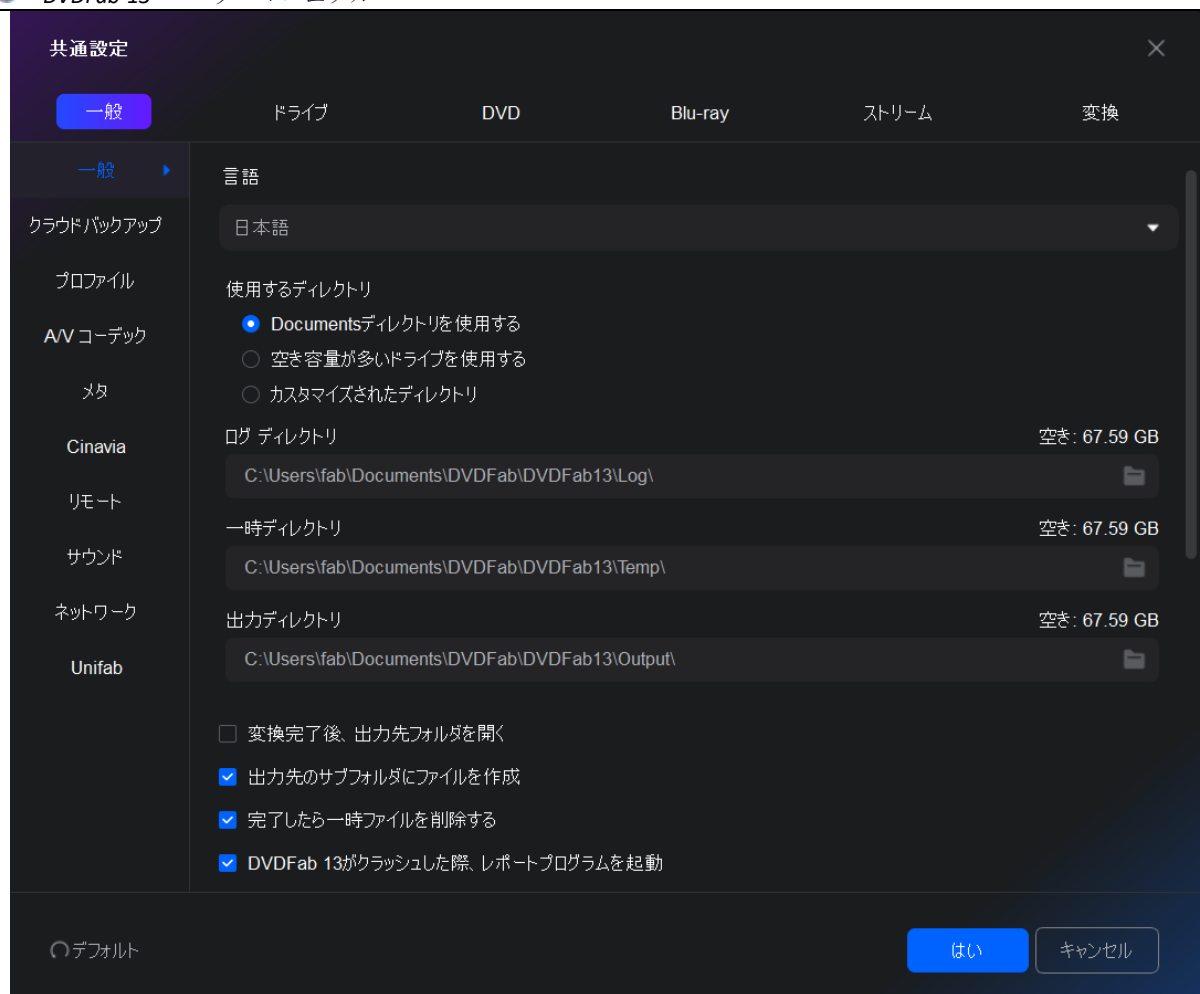 DVDFab 13
共通設定
一般 ドライブ DVD Blu-ray ストリーム 変換
一般
クラウドバックアップ
プロファイル
A/V コーデック
メタ
Cinavia
リモート
サウンド
ネットワーク
Unifab
言語
日本語
使用するディレクトリ
Documentsディレクトリを使用する
空き容量が多いドライブを使用する
カスタマイズされたディレクトリ
ログ ディレクトリ 空き: 67.59 GB
C:\Users\fab\Documents\DVDFab\DVDFab13\Log\
一時ディレクトリ 空き: 67.59 GB
C:\Users\fab\Documents\DVDFab\DVDFab13\Temp\
出力ディレクトリ 空き: 67.59 GB
C:\Users\fab\Documents\DVDFab\DVDFab13\Output\
変換完了後、出力先フォルダを開く
出力先のサブフォルダにファイルを作成
完了したら一時ファイルを削除する
DVDFab 13がクラッシュした際、レポートプログラムを起動
デフォルト はい キャンセル